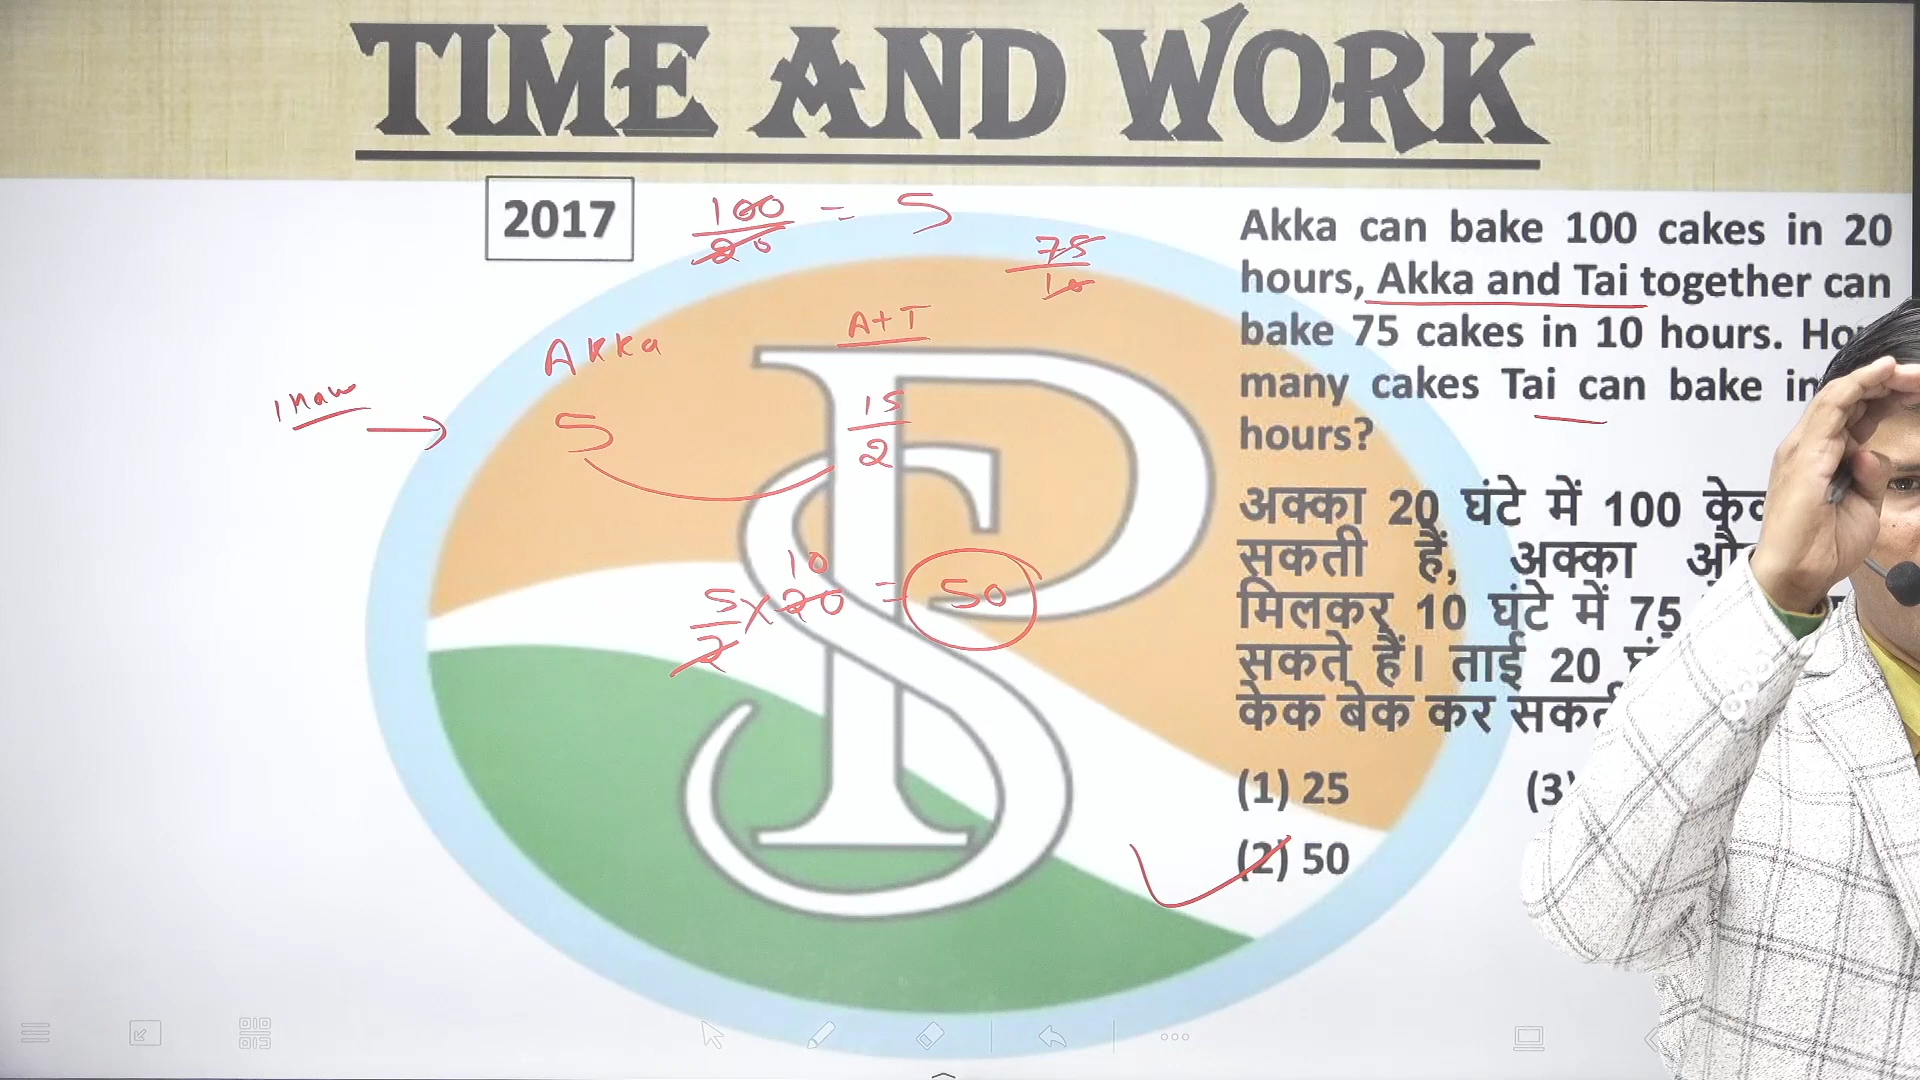 TIME AND WORK
2017
100/20 = 5
75/10
Akka can bake 100 cakes in 20
hours, Akka and Tai together can
bake 75 cakes in 10 hours.
many cakes Tai can bake in
hours?
A+T
Akka
5
15/2
10
5/2 × 20 = 50
अक्का 20 घंटे में 100
सकती हैं, अक्का
मिलकर 10 घंटे में 75
सकते हैं। ताई 20
केक बेक कर
(1) 25
(3)
(2) 50